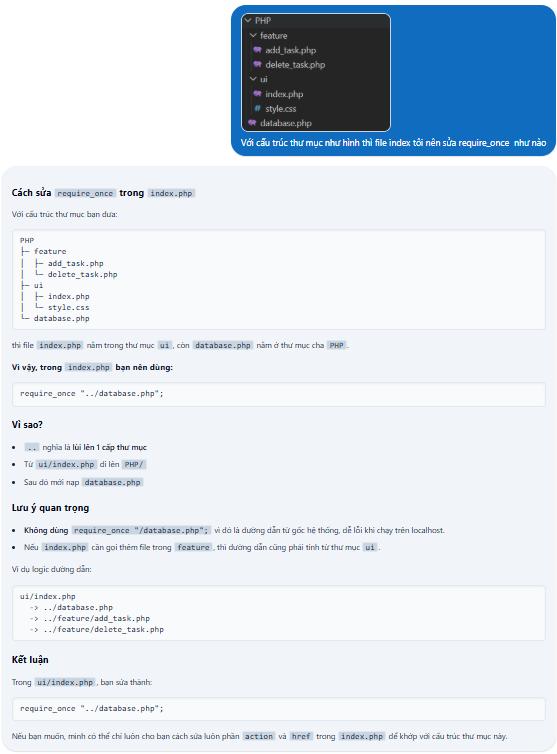 PHP
feature
add_task.php
delete_task.php
ui
index.php
# style.css
database.php
Với cấu trúc thư mục như hình thì file index tôi nên sửa require_once như nào
Cách sửa require_once trong index.php
Với cấu trúc thư mục bạn đưa:
PHP
├─ feature
│  ├─ add_task.php
│  └─ delete_task.php
├─ ui
│  ├─ index.php
│  └─ style.css
└─ database.php
thì file index.php nằm trong thư mục ui, còn database.php nằm ở thư mục cha PHP.
Vì vậy, trong index.php bạn nên dùng:
require_once "../database.php";
Vì sao?
• .. nghĩa là lùi lên 1 cấp thư mục
• Từ ui/index.php đi lên PHP/
• Sau đó mới nạp database.php
Lưu ý quan trọng
• Không dùng require_once "/database.php"; vì đó là đường dẫn từ gốc hệ thống, dễ lỗi khi chạy trên localhost.
• Nếu index.php cần gọi thêm file trong feature, thì đường dẫn cũng phải tính từ thư mục ui.
Ví dụ logic đường dẫn:
ui/index.php
-> ../database.php
-> ../feature/add_task.php
-> ../feature/delete_task.php
Kết luận
Trong ui/index.php, bạn sửa thành:
require_once "../database.php";
Nếu bạn muốn, mình có thể chỉ luôn cho bạn cách sửa luôn phần action và href trong index.php để khớp với cấu trúc thư mục này.